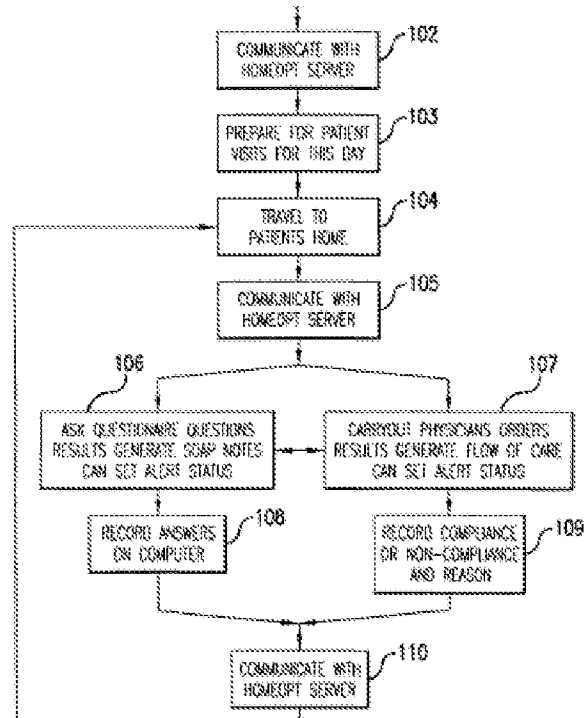 102
COMMUNICATE WITH
HOMEOPT SERVER
103
PREPARE FOR PATIENT
VISITS FOR THIS DAY
104
TRAVEL TO
PATIENTS HOME
105
COMMUNICATE WITH
HOMEOPT SERVER
106
ASK QUESTIONAIRE QUESTIONS
RESULTS GENERATE SOAP NOTES
CAN SET ALERT STATUS
107
CARRYOUT PHYSICIANS ORDERS
RESULTS GENERATE FLOW OF CARE
CAN SET ALERT STATUS
108
RECORD ANSWERS
ON COMPUTER
109
RECORD COMPLIANCE
OR NON-COMPLIANCE
AND REASON
110
COMMUNICATE WITH
HOMEOPT SERVER